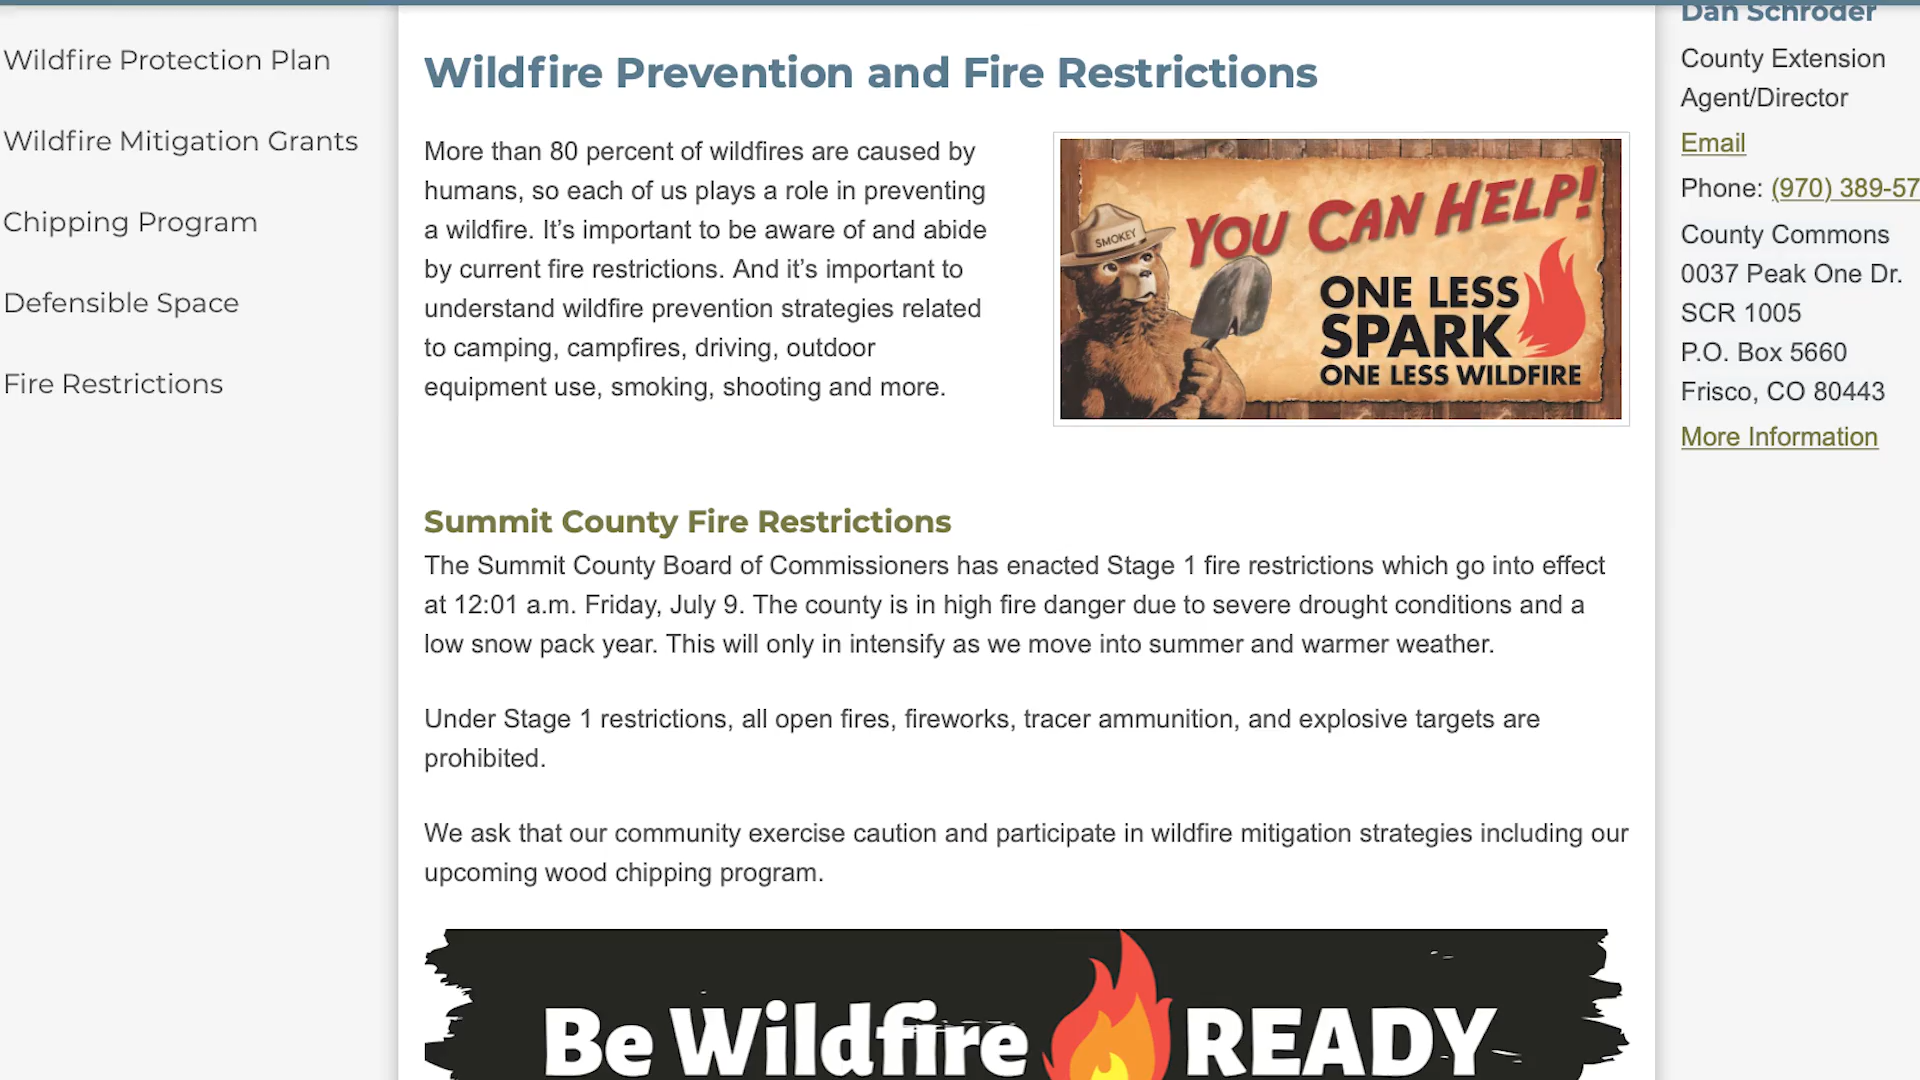 Wildfire Protection Plan
Wildfire Mitigation Grants
Chipping Program
Defensible Space
Fire Restrictions
Wildfire Prevention and Fire Restrictions
More than 80 percent of wildfires are caused by
humans, so each of us plays a role in preventing
a wildfire. It’s important to be aware of and abide
by current fire restrictions. And it’s important to
understand wildfire prevention strategies related
to camping, campfires, driving, outdoor
equipment use, smoking, shooting and more.
SMOKEY
YOU CAN HELP!
ONE LESS
SPARK
ONE LESS WILDFIRE
Summit County Fire Restrictions
The Summit County Board of Commissioners has enacted Stage 1 fire restrictions which go into effect
at 12:01 a.m. Friday, July 9. The county is in high fire danger due to severe drought conditions and a
low snow pack year. This will only in intensify as we move into summer and warmer weather.
Under Stage 1 restrictions, all open fires, fireworks, tracer ammunition, and explosive targets are
prohibited.
We ask that our community exercise caution and participate in wildfire mitigation strategies including our
upcoming wood chipping program.
Be Wildfire READY
Dan Schroder
County Extension
Agent/Director
Email
Phone: (970) 389-57
County Commons
0037 Peak One Dr.
SCR 1005
P.O. Box 5660
Frisco, CO 80443
More Information